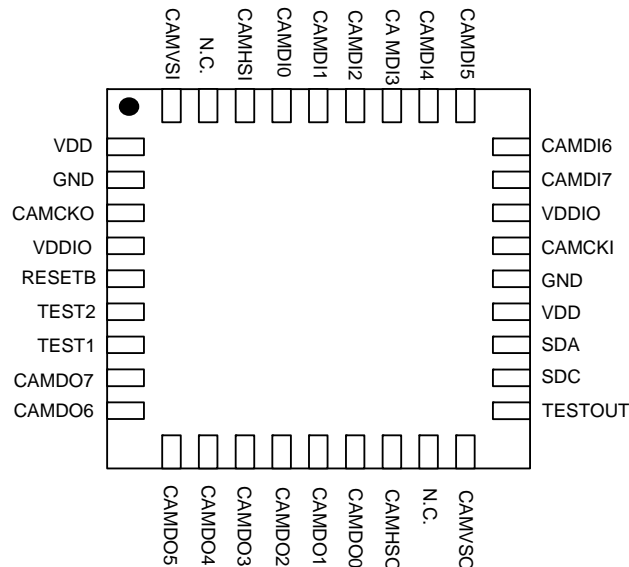 CAMVSI
N.C.
CAMHSI
CAMDI0
CAMDI1
CAMDI2
CA MDI3
CAMDI4
CAMDI5
VDD
GND
CAMCKO
VDDIO
RESETB
TEST2
TEST1
CAMDO7
CAMDO6
CAMDI6
CAMDI7
VDDIO
CAMCKI
GND
VDD
SDA
SDC
TESTOUT
CAMDO5
CAMDO4
CAMDO3
CAMDO2
CAMDO1
CAMDO0
CAMHSO
N.C.
CAMVSO